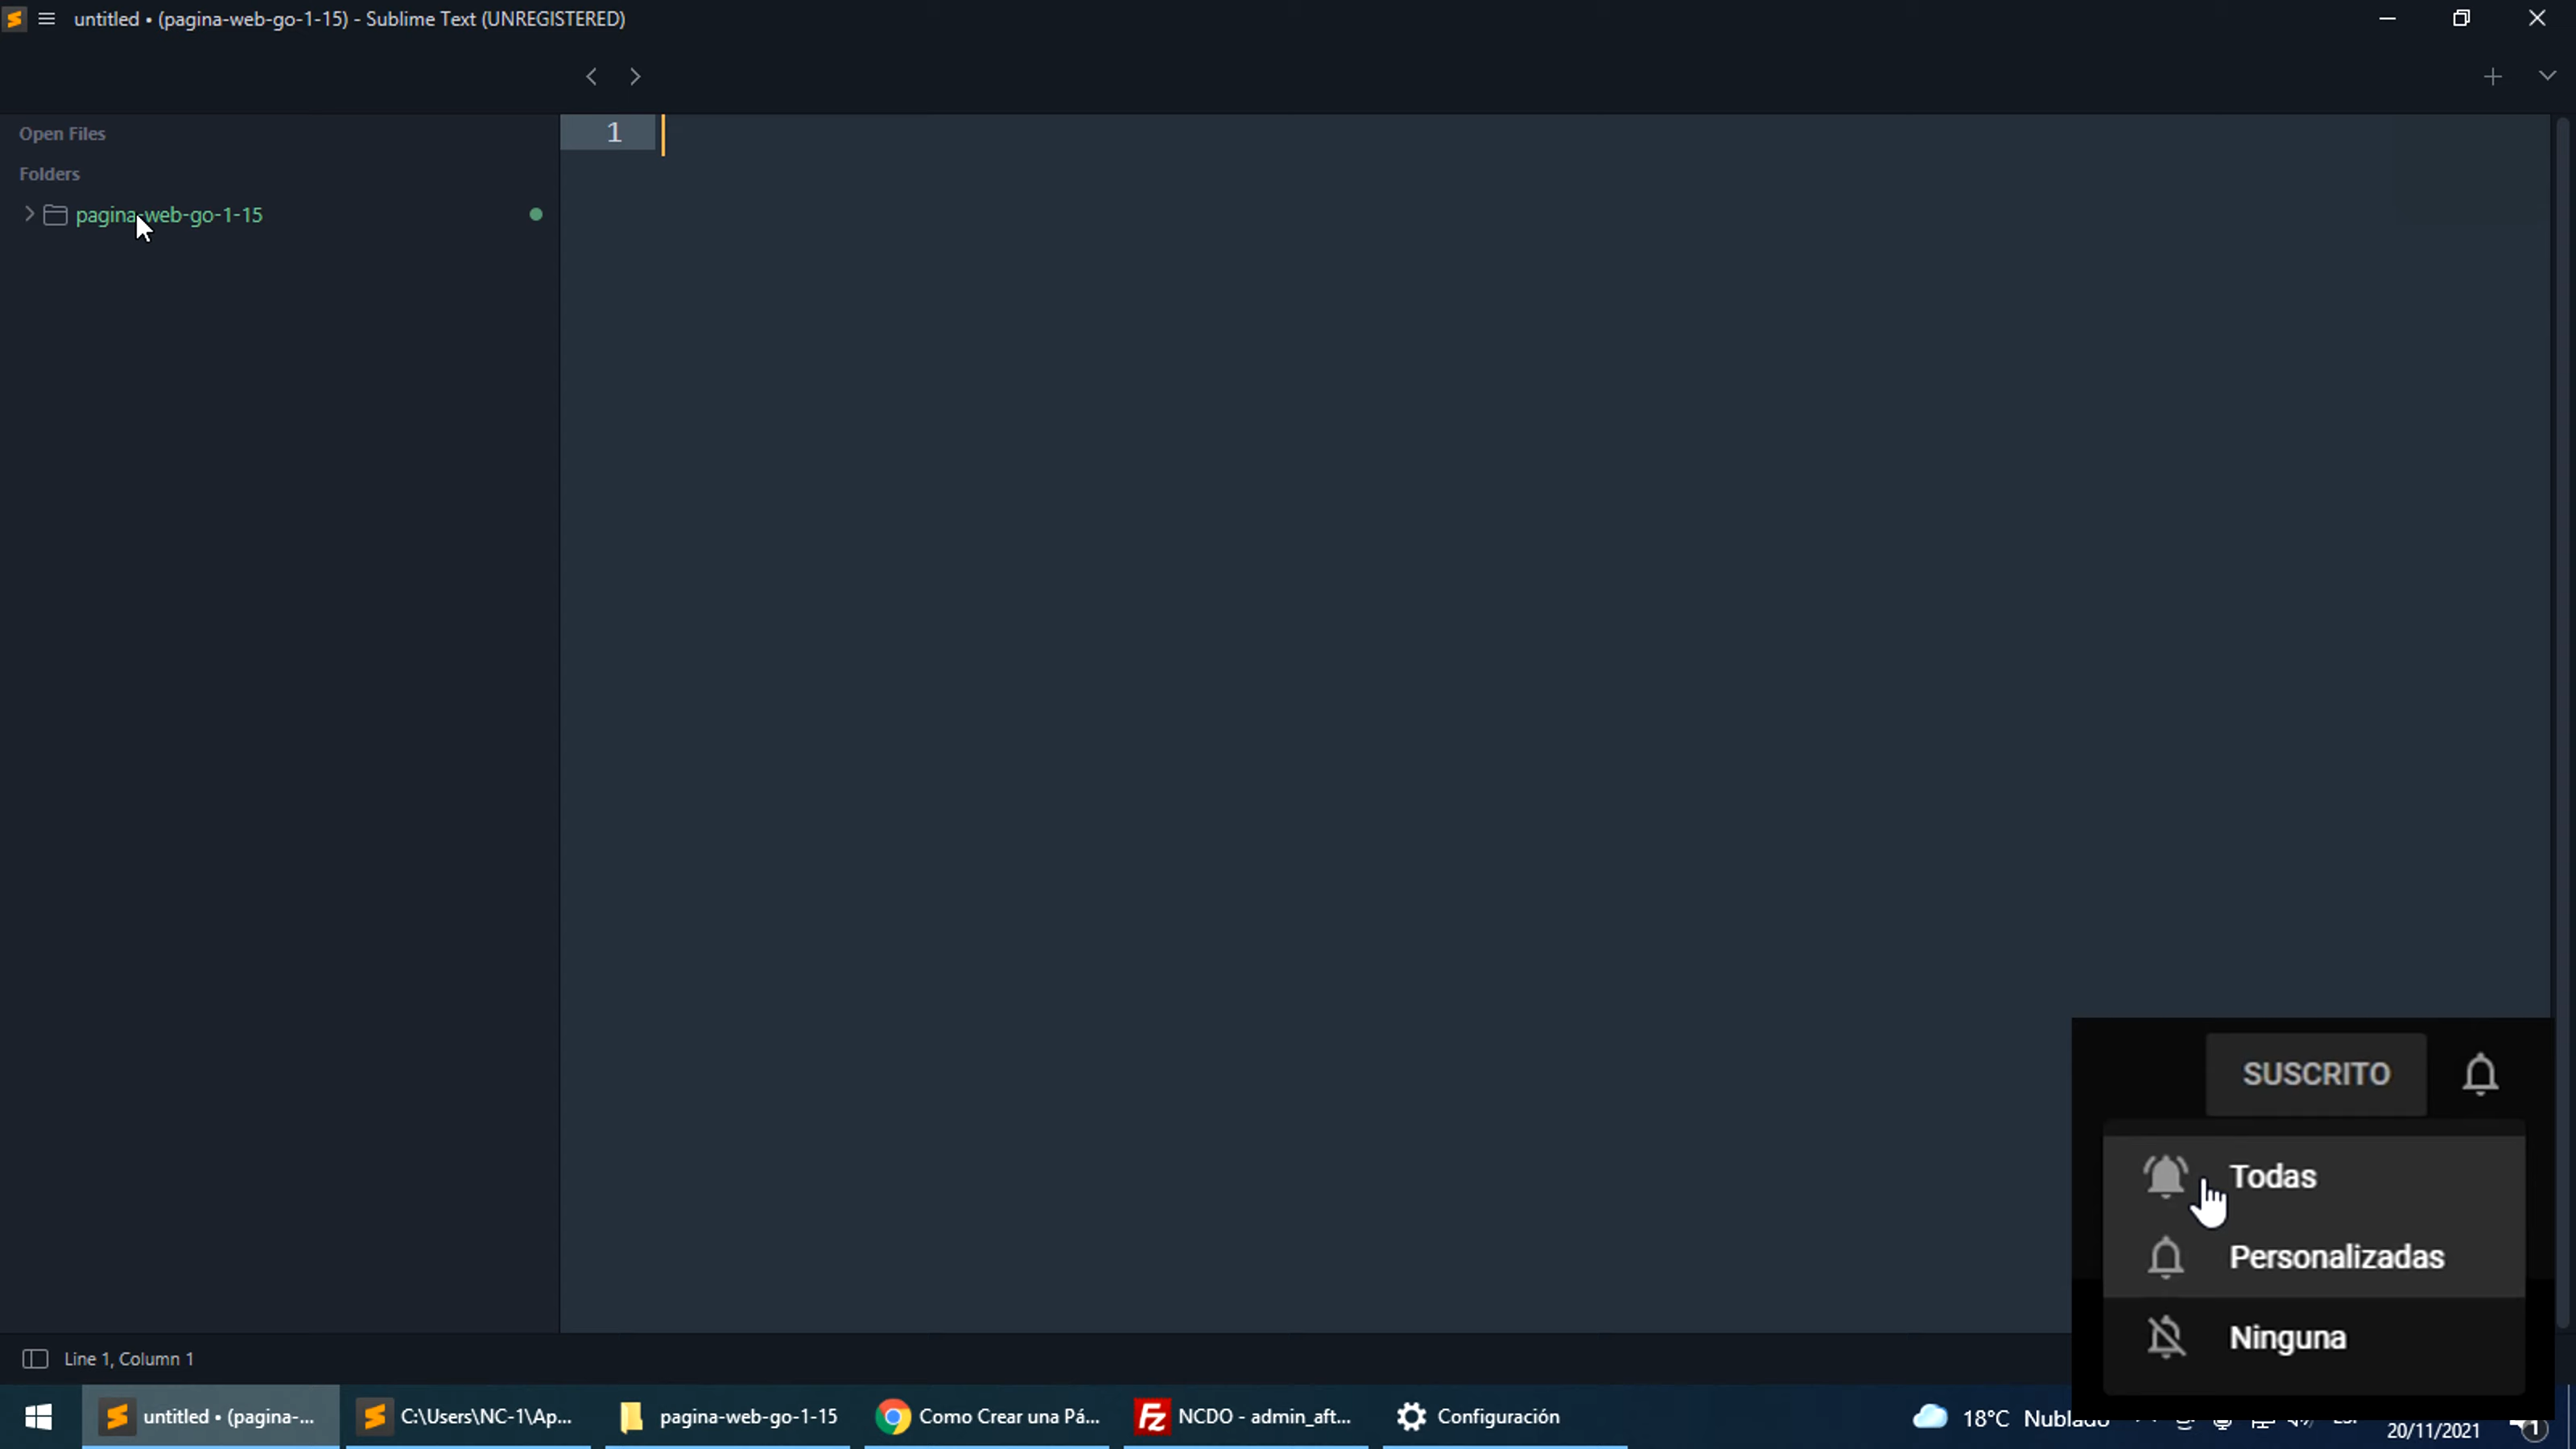 untitled • (pagina-web-go-1-15) - Sublime Text (UNREGISTERED)
Open Files
Folders
pagina-web-go-1-15
1
SUSCRITO
Todas
Personalizadas
Ninguna
Line 1, Column 1
untitled • (pagina-...
C:\Users\NC-1\Ap...
pagina-web-go-1-15
Como Crear una Pá...
NCDO - admin_aft...
Configuración
18°C Nublado
20/11/2021
1